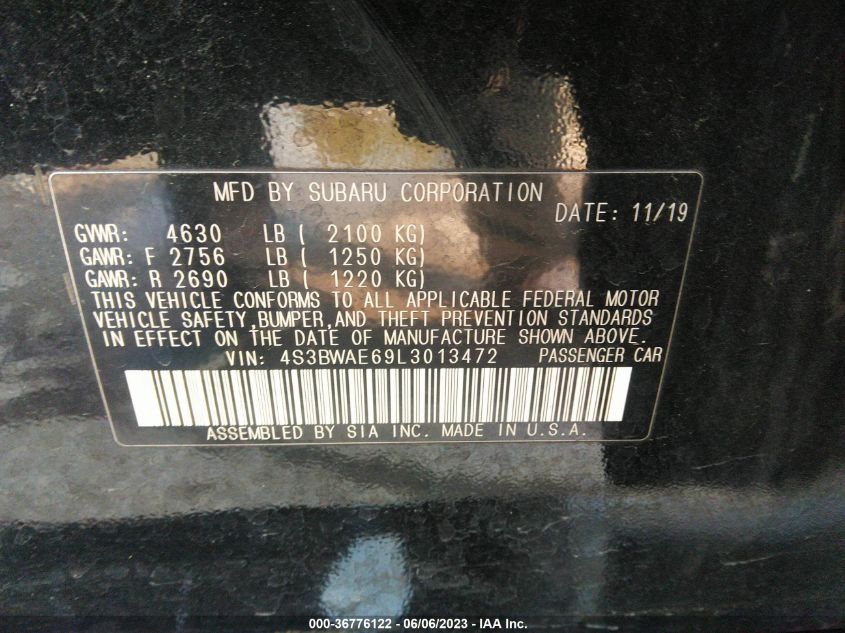 MFD BY SUBARU CORPORATION
DATE: 11/19
GVWR: 4630 LB ( 2100 KG)
GAWR: F 2756 LB ( 1250 KG)
GAWR: R 2690 LB ( 1220 KG)
THIS VEHICLE CONFORMS TO ALL APPLICABLE FEDERAL MOTOR
VEHICLE SAFETY,BUMPER,AND THEFT PREVENTION STANDARDS
IN EFFECT ON THE DATE OF MANUFACTURE SHOWN ABOVE.
VIN: 4S3BWAE69L3013472 PASSENGER CAR
ASSEMBLED BY SIA INC. MADE IN U.S.A.
000-36776122 - 06/06/2023 - IAA Inc.